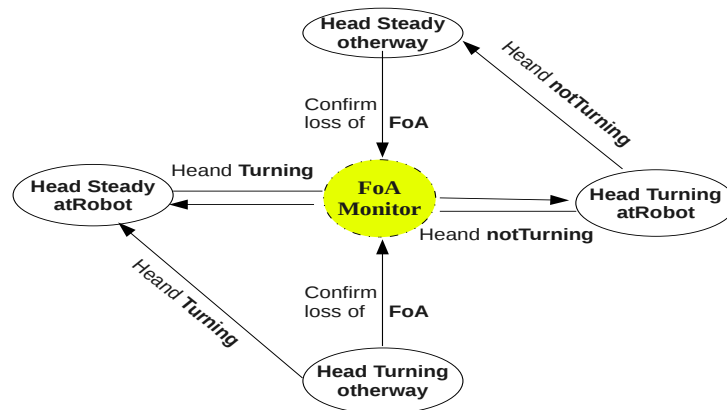 Head Steady
otherway
Heand notTurning
Confirm
loss of FoA
Heand Turning
Head Steady
atRobot
FoA
Monitor
Head Turning
atRobot
Heand notTurning
Heand Turning
Confirm
loss of FoA
Head Turning
otherway